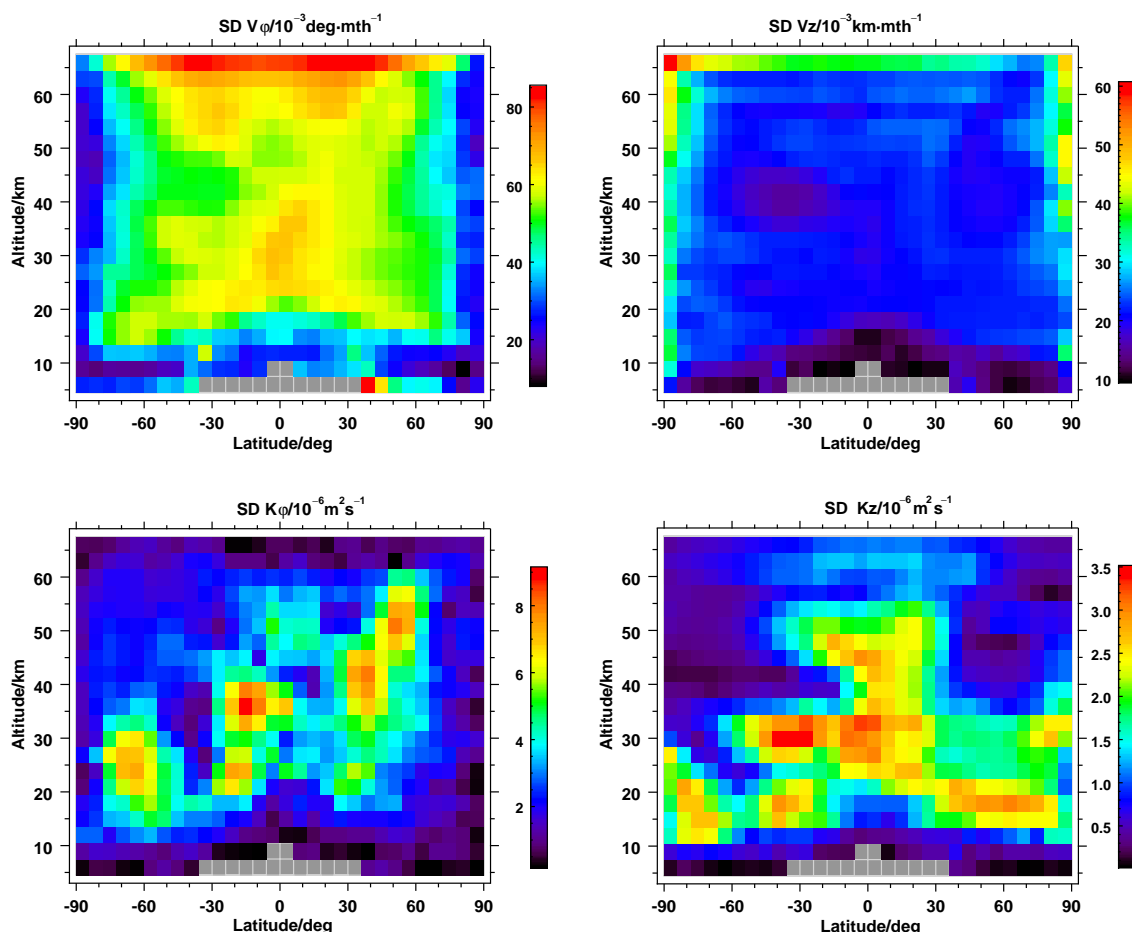 SD Vφ/10⁻³deg·mth⁻¹
Altitude/km
60
50
40
30
20
10
-90 -60 -30 0 30 60 90
Latitude/deg
80
60
40
20
SD Vz/10⁻³km·mth⁻¹
Altitude/km
60
50
40
30
20
10
-90 -60 -30 0 30 60 90
Latitude/deg
60
50
40
30
20
10
SD Kφ/10⁻⁶m²s⁻¹
Altitude/km
60
50
40
30
20
10
-90 -60 -30 0 30 60 90
Latitude/deg
8
6
4
2
SD Kz/10⁻⁶m²s⁻¹
Altitude/km
60
50
40
30
20
10
-90 -60 -30 0 30 60 90
Latitude/deg
3.5
3.0
2.5
2.0
1.5
1.0
0.5